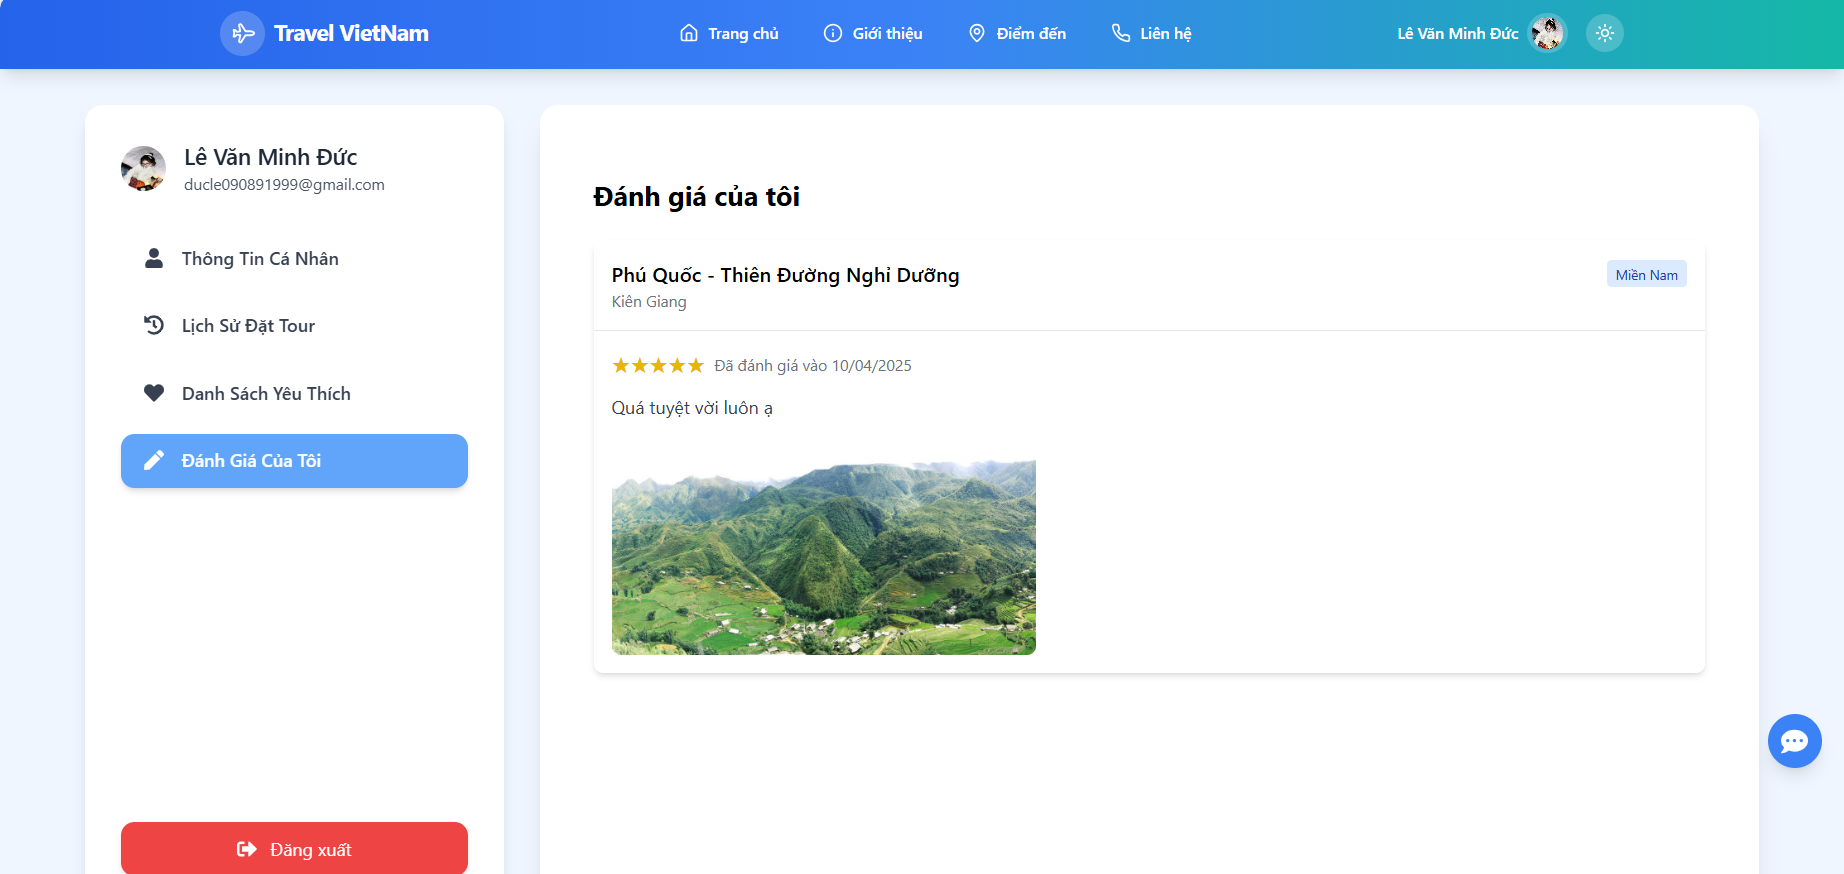 Travel VietNam
Trang chủ
Giới thiệu
Điểm đến
Liên hệ
Lê Văn Minh Đức
Lê Văn Minh Đức
ducle090891999@gmail.com
Thông Tin Cá Nhân
Lịch Sử Đặt Tour
Danh Sách Yêu Thích
Đánh Giá Của Tôi
Đăng xuất
Đánh giá của tôi
Phú Quốc - Thiên Đường Nghỉ Dưỡng
Miền Nam
Kiên Giang
★★★★★ Đã đánh giá vào 10/04/2025
Quá tuyệt vời luôn ạ